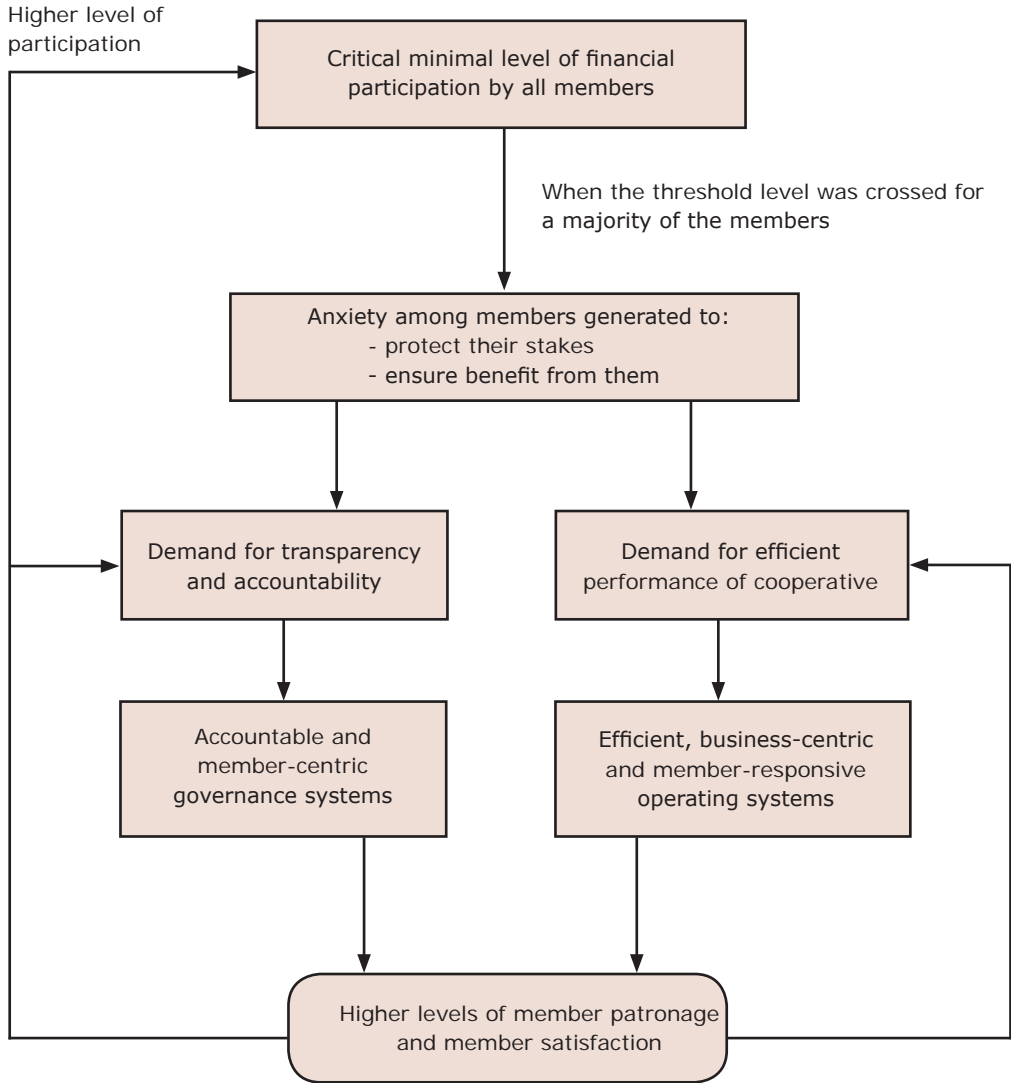 Higher level of
participation
Critical minimal level of financial
participation by all members
When the threshold level was crossed for
a majority of the members
Anxiety among members generated to:
- protect their stakes
- ensure benefit from them
Demand for transparency
and accountability
Demand for efficient
performance of cooperative
Accountable and
member-centric
governance systems
Efficient, business-centric
and member-responsive
operating systems
Higher levels of member patronage
and member satisfaction